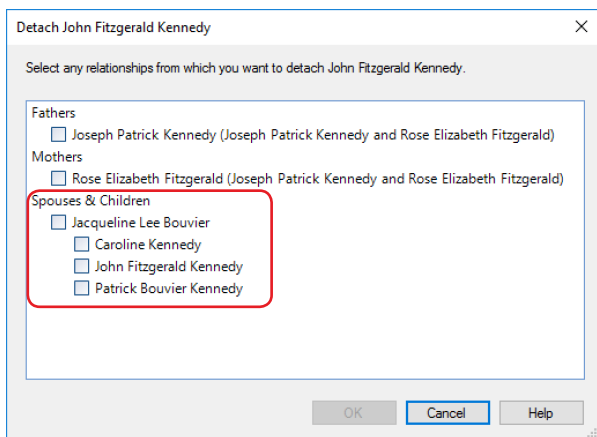 Detach John Fitzgerald Kennedy
Select any relationships from which you want to detach John Fitzgerald Kennedy.
Fathers
Joseph Patrick Kennedy (Joseph Patrick Kennedy and Rose Elizabeth Fitzgerald)
Mothers
Rose Elizabeth Fitzgerald (Joseph Patrick Kennedy and Rose Elizabeth Fitzgerald)
Spouses & Children
Jacqueline Lee Bouvier
Caroline Kennedy
John Fitzgerald Kennedy
Patrick Bouvier Kennedy
OK Cancel Help